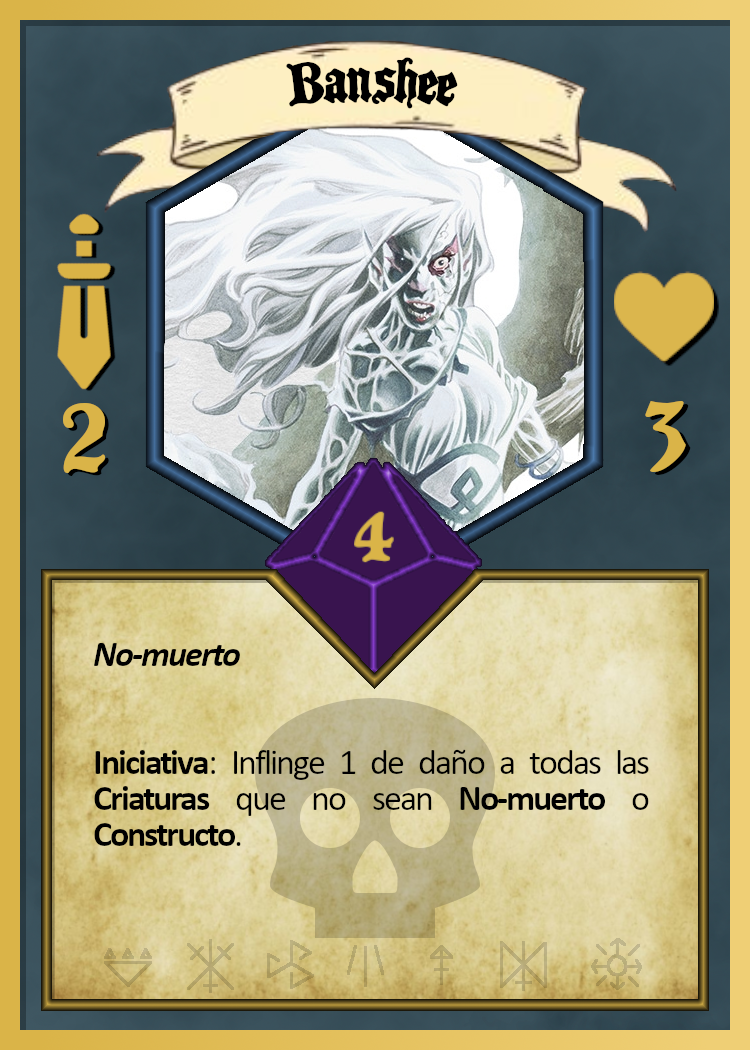 Banshee
2
3
4
No-muerto
Iniciativa: Inflinge 1 de daño a todas las
Criaturas que no sean No-muerto o
Constructo.